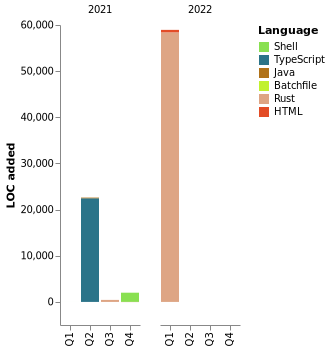 2021
2022
60,000
50,000
40,000
30,000
20,000
10,000
0
LOC added
Q1
Q2
Q3
Q4
Q1
Q2
Q3
Q4
Language
Shell
TypeScript
Java
Batchfile
Rust
HTML